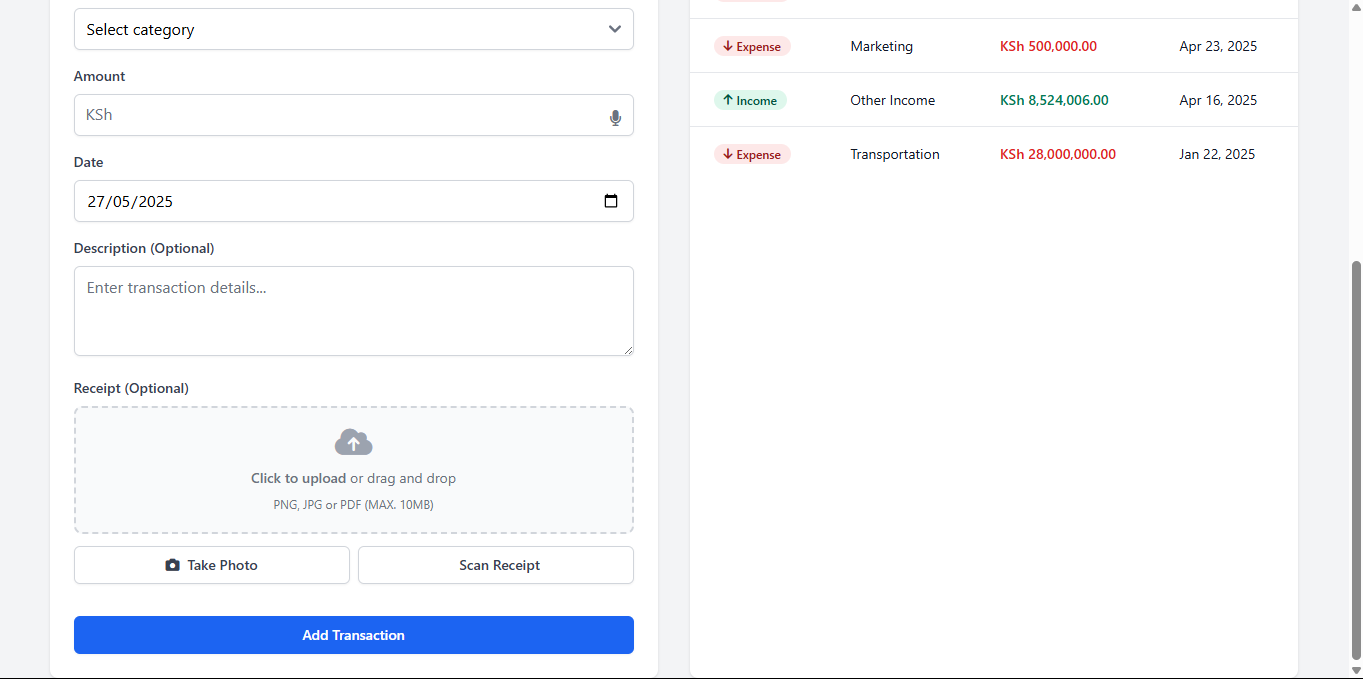 Select category
Amount
KSh
Date
27/05/2025
Description (Optional)
Enter transaction details...
Receipt (Optional)
Click to upload or drag and drop
PNG, JPG or PDF (MAX. 10MB)
Take Photo
Scan Receipt
Add Transaction
Expense Marketing KSh 500,000.00 Apr 23, 2025
Income Other Income KSh 8,524,006.00 Apr 16, 2025
Expense Transportation KSh 28,000,000.00 Jan 22, 2025